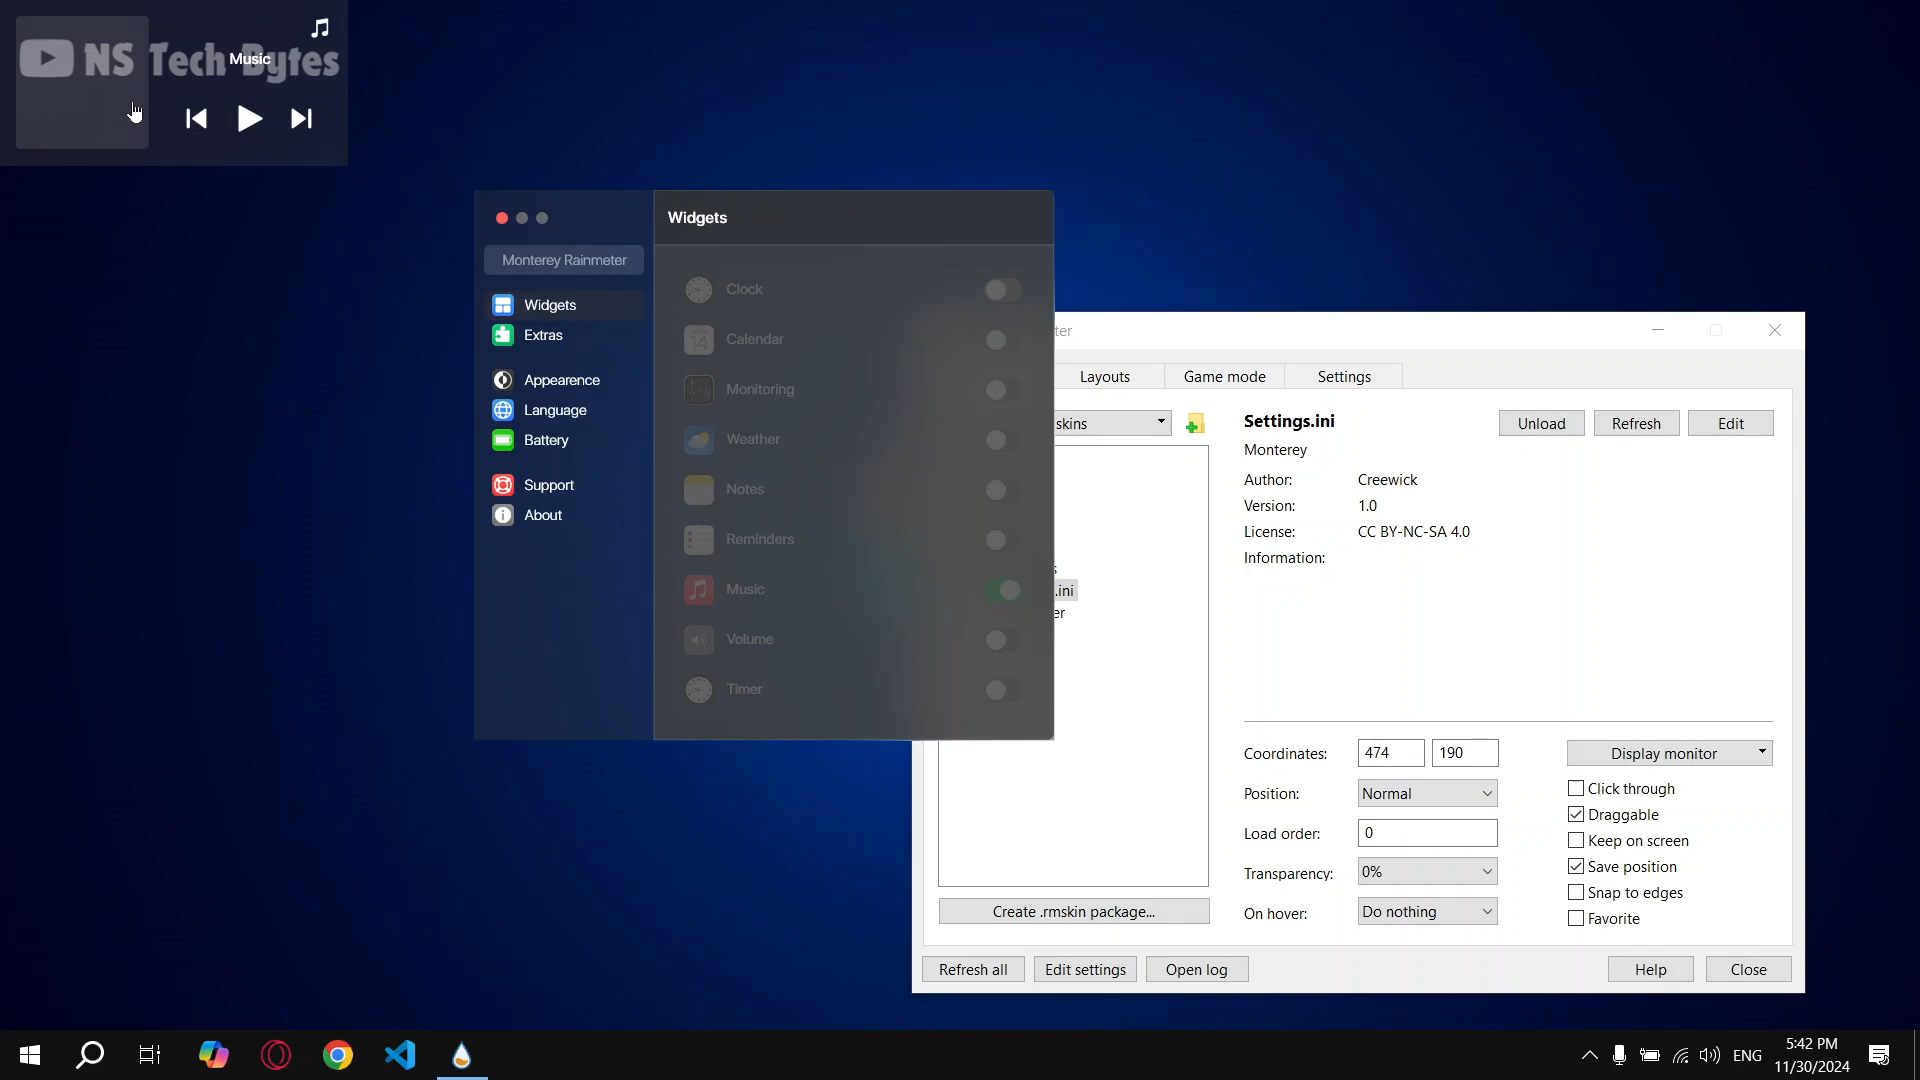 NS Tech Bytes
Music
Widgets
Monterey Rainmeter
Widgets
Extras
Appearence
Language
Battery
Support
About
Clock
Calendar
14
Monitoring
Weather
Notes
Reminders
Music
Volume
Timer
ter
Layouts
Game mode
Settings
skins
s
.ini
er
Settings.ini
Unload
Refresh
Edit
Monterey
Author: Creewick
Version: 1.0
License: CC BY-NC-SA 4.0
Information:
Coordinates: 474 190
Display monitor
Position: Normal
Click through
Draggable
Load order: 0
Keep on screen
Transparency: 0%
Save position
Snap to edges
On hover: Do nothing
Favorite
Create .rmskin package...
Refresh all
Edit settings
Open log
Help
Close
ENG
5:42 PM
11/30/2024